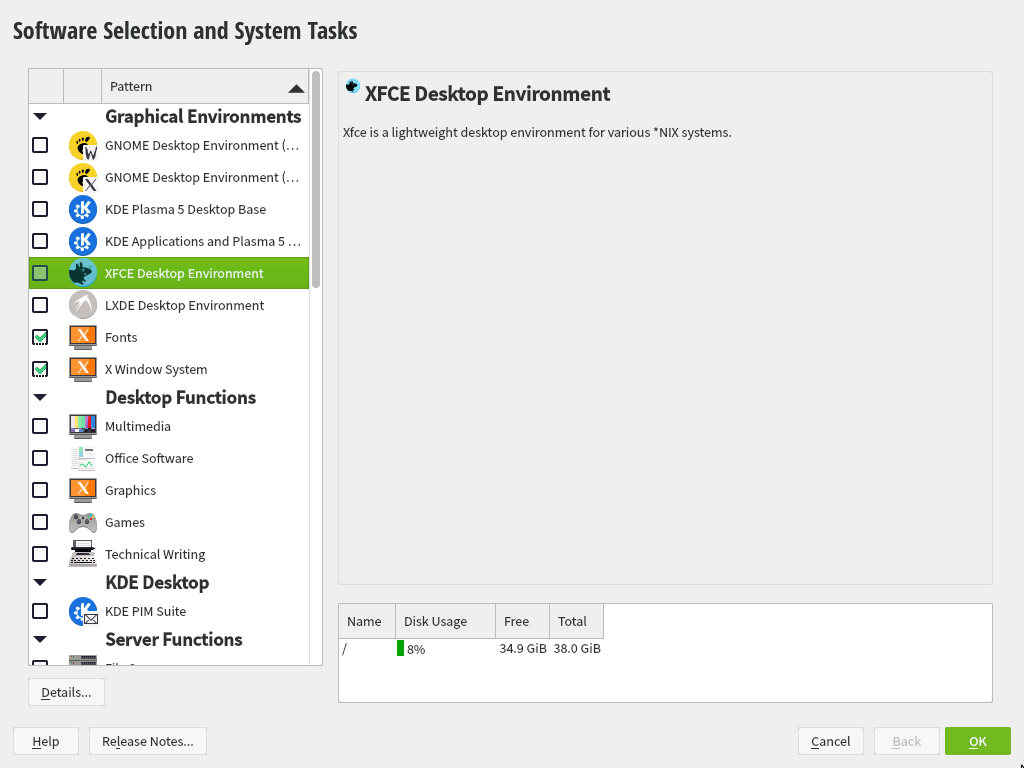 Software Selection and System Tasks
Pattern
Graphical Environments
GNOME Desktop Environment (...
GNOME Desktop Environment (...
KDE Plasma 5 Desktop Base
KDE Applications and Plasma 5 ...
XFCE Desktop Environment
LXDE Desktop Environment
Fonts
X Window System
Desktop Functions
Multimedia
Office Software
Graphics
Games
Technical Writing
KDE Desktop
KDE PIM Suite
Server Functions
Details...
XFCE Desktop Environment
Xfce is a lightweight desktop environment for various *NIX systems.
Name Disk Usage Free Total
/ 8% 34.9 GiB 38.0 GiB
Help Release Notes... Cancel Back OK